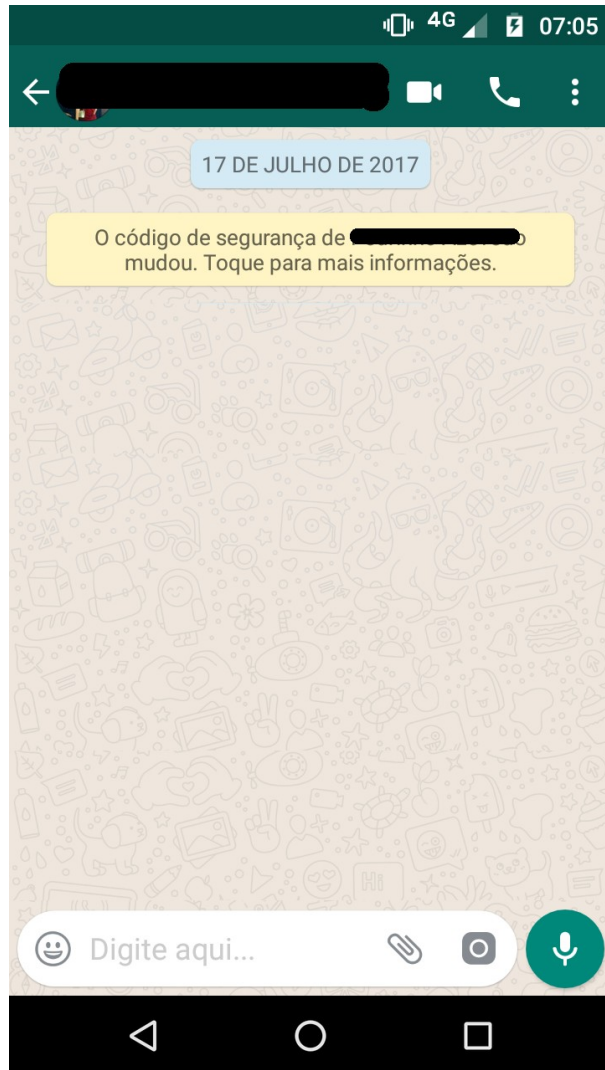 4G 07:05
17 DE JULHO DE 2017
O código de segurança de
mudou. Toque para mais informações.
Hi
Digite aqui...